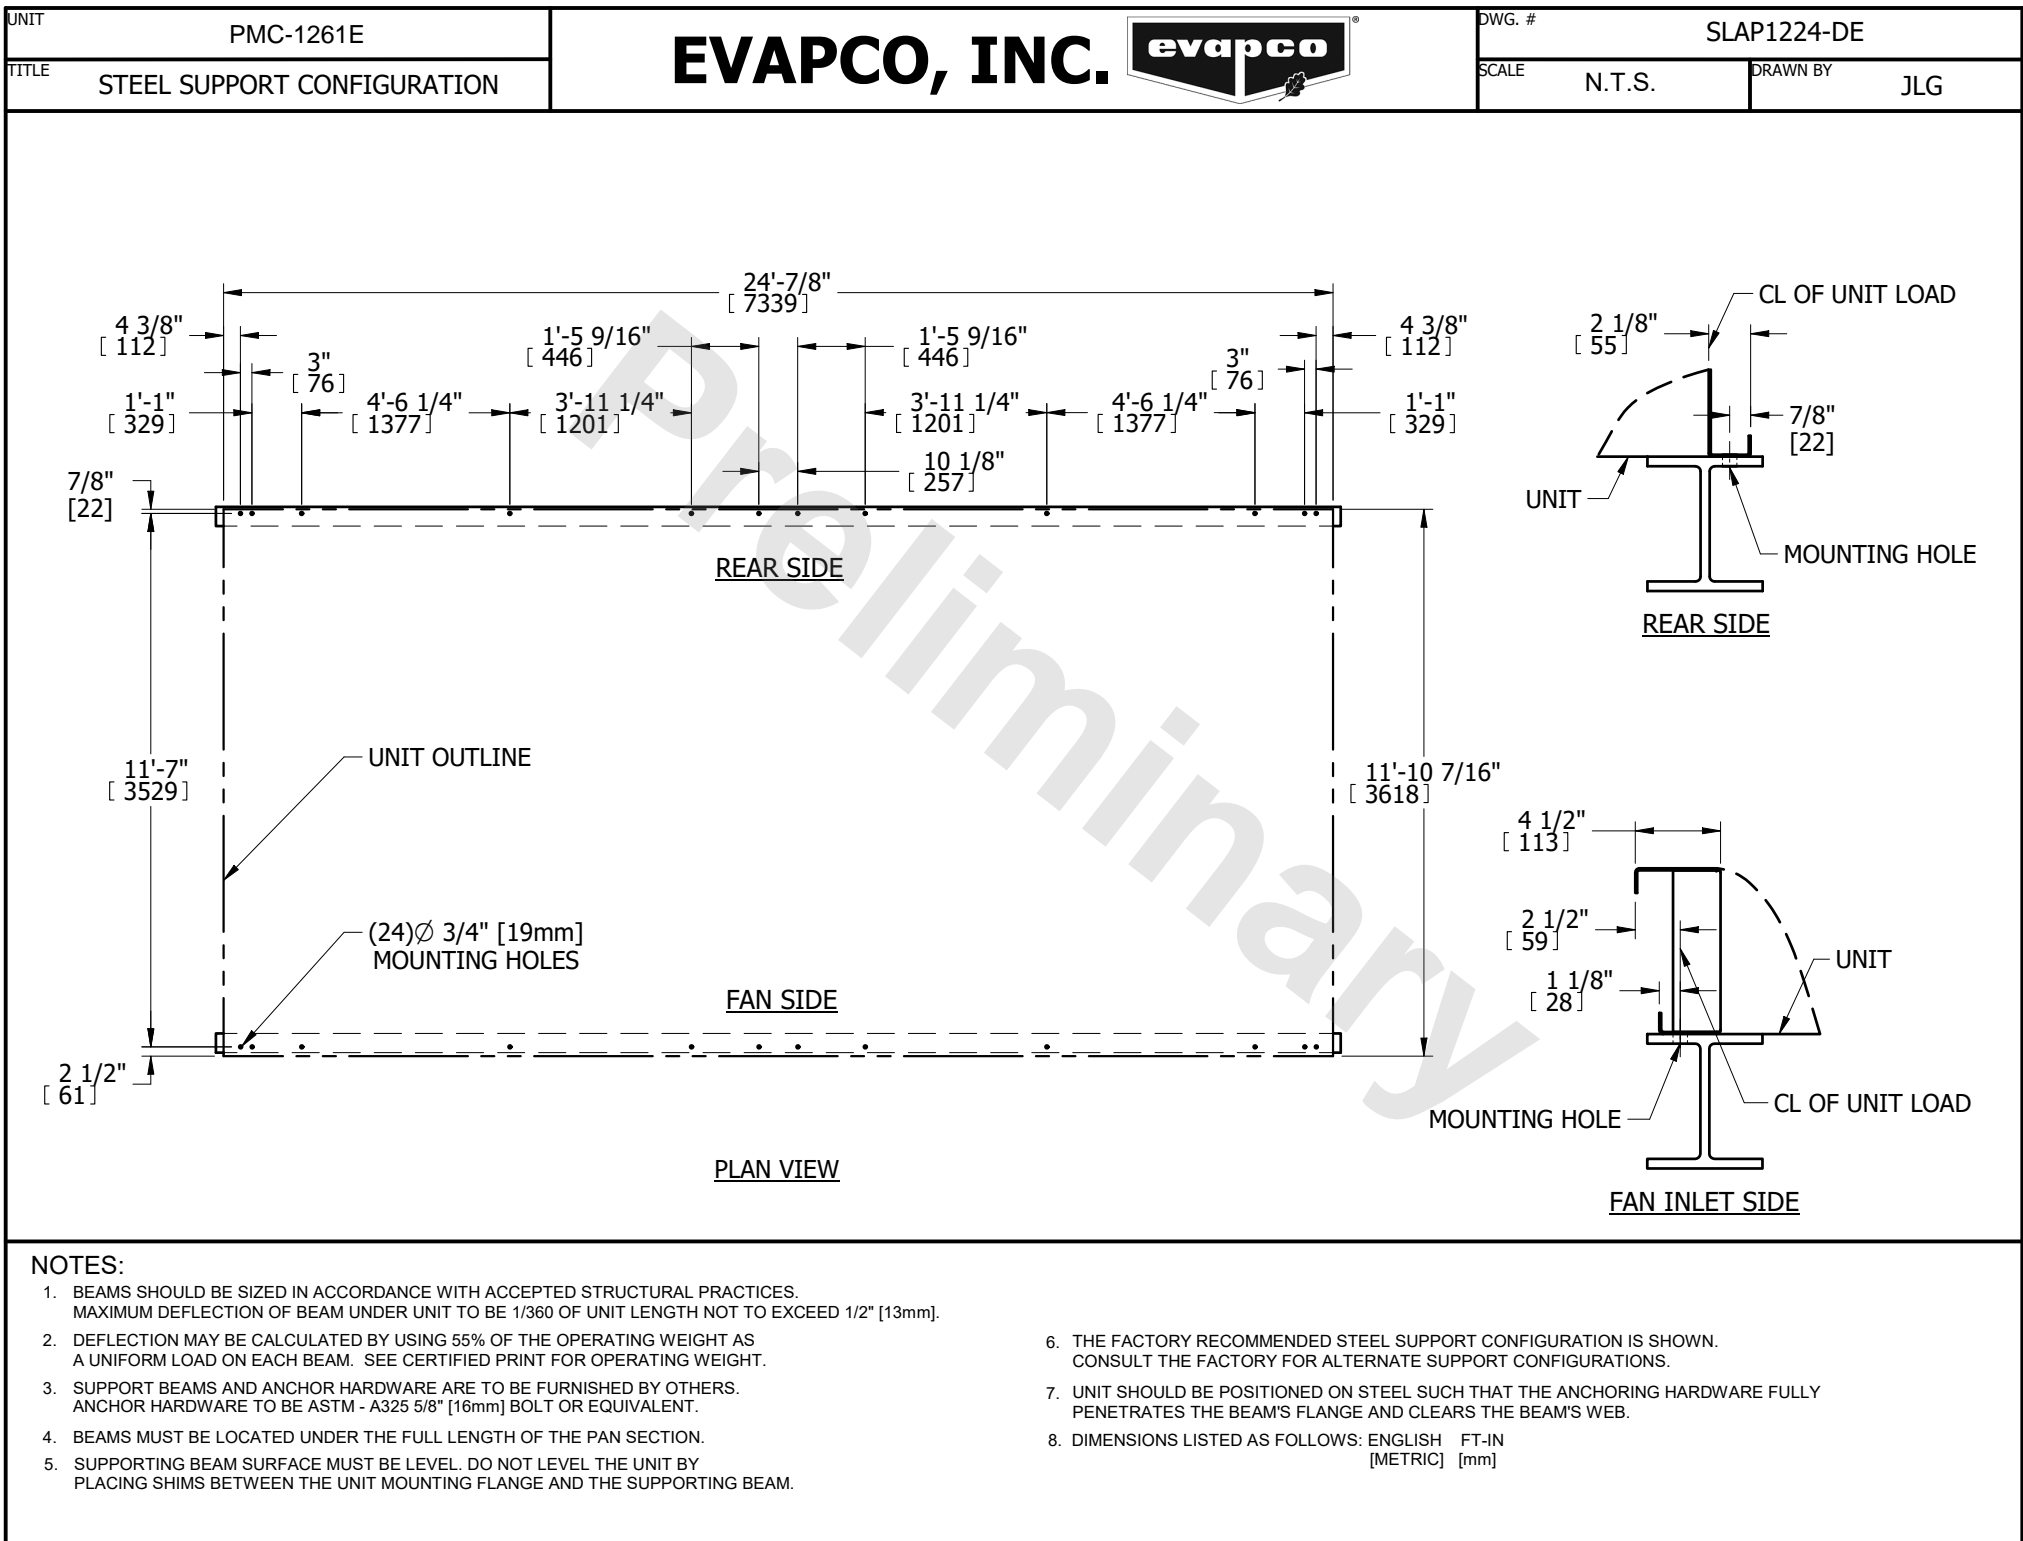 UNIT
PMC-1261E
TITLE
STEEL SUPPORT CONFIGURATION
EVAPCO, INC.
evapco
®
DWG. #
SLAP1224-DE
SCALE
N.T.S.
DRAWN BY
JLG
24'-7/8"
[ 7339]
4 3/8"
[ 112]
3"
[ 76]
1'-5 9/16"
[ 446]
1'-5 9/16"
[ 446]
3"
[ 76]
4 3/8"
[ 112]
1'-1"
[ 329]
4'-6 1/4"
[ 1377]
3'-11 1/4"
[ 1201]
3'-11 1/4"
[ 1201]
4'-6 1/4"
[ 1377]
1'-1"
[ 329]
10 1/8"
[ 257]
7/8"
[22]
REAR SIDE
UNIT OUTLINE
11'-7"
[ 3529]
11'-10 7/16"
[ 3618]
(24)Ø 3/4" [19mm]
MOUNTING HOLES
FAN SIDE
2 1/2"
[ 61]
PLAN VIEW
Preliminary
CL OF UNIT LOAD
2 1/8"
[ 55]
7/8"
[22]
UNIT
MOUNTING HOLE
REAR SIDE
4 1/2"
[ 113]
2 1/2"
[ 59]
1 1/8"
[ 28]
UNIT
CL OF UNIT LOAD
MOUNTING HOLE
FAN INLET SIDE
NOTES:
1. BEAMS SHOULD BE SIZED IN ACCORDANCE WITH ACCEPTED STRUCTURAL PRACTICES.
MAXIMUM DEFLECTION OF BEAM UNDER UNIT TO BE 1/360 OF UNIT LENGTH NOT TO EXCEED 1/2" [13mm].
2. DEFLECTION MAY BE CALCULATED BY USING 55% OF THE OPERATING WEIGHT AS
A UNIFORM LOAD ON EACH BEAM. SEE CERTIFIED PRINT FOR OPERATING WEIGHT.
3. SUPPORT BEAMS AND ANCHOR HARDWARE ARE TO BE FURNISHED BY OTHERS.
ANCHOR HARDWARE TO BE ASTM - A325 5/8" [16mm] BOLT OR EQUIVALENT.
4. BEAMS MUST BE LOCATED UNDER THE FULL LENGTH OF THE PAN SECTION.
5. SUPPORTING BEAM SURFACE MUST BE LEVEL. DO NOT LEVEL THE UNIT BY
PLACING SHIMS BETWEEN THE UNIT MOUNTING FLANGE AND THE SUPPORTING BEAM.
6. THE FACTORY RECOMMENDED STEEL SUPPORT CONFIGURATION IS SHOWN.
CONSULT THE FACTORY FOR ALTERNATE SUPPORT CONFIGURATIONS.
7. UNIT SHOULD BE POSITIONED ON STEEL SUCH THAT THE ANCHORING HARDWARE FULLY
PENETRATES THE BEAM'S FLANGE AND CLEARS THE BEAM'S WEB.
8. DIMENSIONS LISTED AS FOLLOWS: ENGLISH FT-IN
[METRIC] [mm]